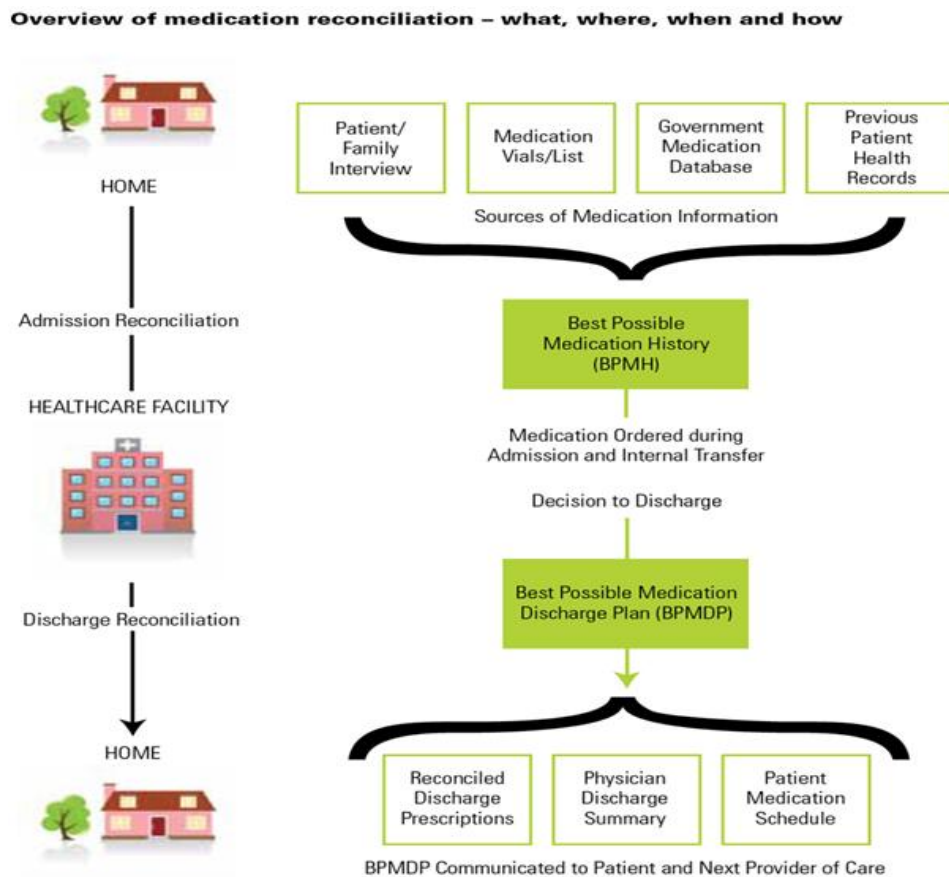 Overview of medication reconciliation – what, where, when and how
HOME
Admission Reconciliation
HEALTHCARE FACILITY
Discharge Reconciliation
HOME
Patient/
Family
Interview
Medication
Vials/List
Government
Medication
Database
Previous
Patient
Health
Records
Sources of Medication Information
Best Possible
Medication History
(BPMH)
Medication Ordered during
Admission and Internal Transfer
Decision to Discharge
Best Possible Medication
Discharge Plan (BPMDP)
Reconciled
Discharge
Prescriptions
Physician
Discharge
Summary
Patient
Medication
Schedule
BPMDP Communicated to Patient and Next Provider of Care